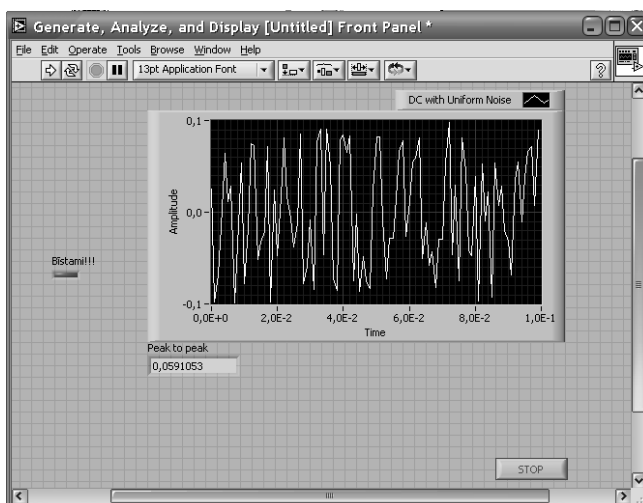 Generate, Analyze, and Display [Untitled] Front Panel *
File Edit Operate Tools Browse Window Help
13pt Application Font
DC with Uniform Noise
0,1
0,0
-0,1
Amplitude
0,0E+0 2,0E-2 4,0E-2 6,0E-2 8,0E-2 1,0E-1
Time
Bīstami!!!
Peak to peak
0,0591053
STOP